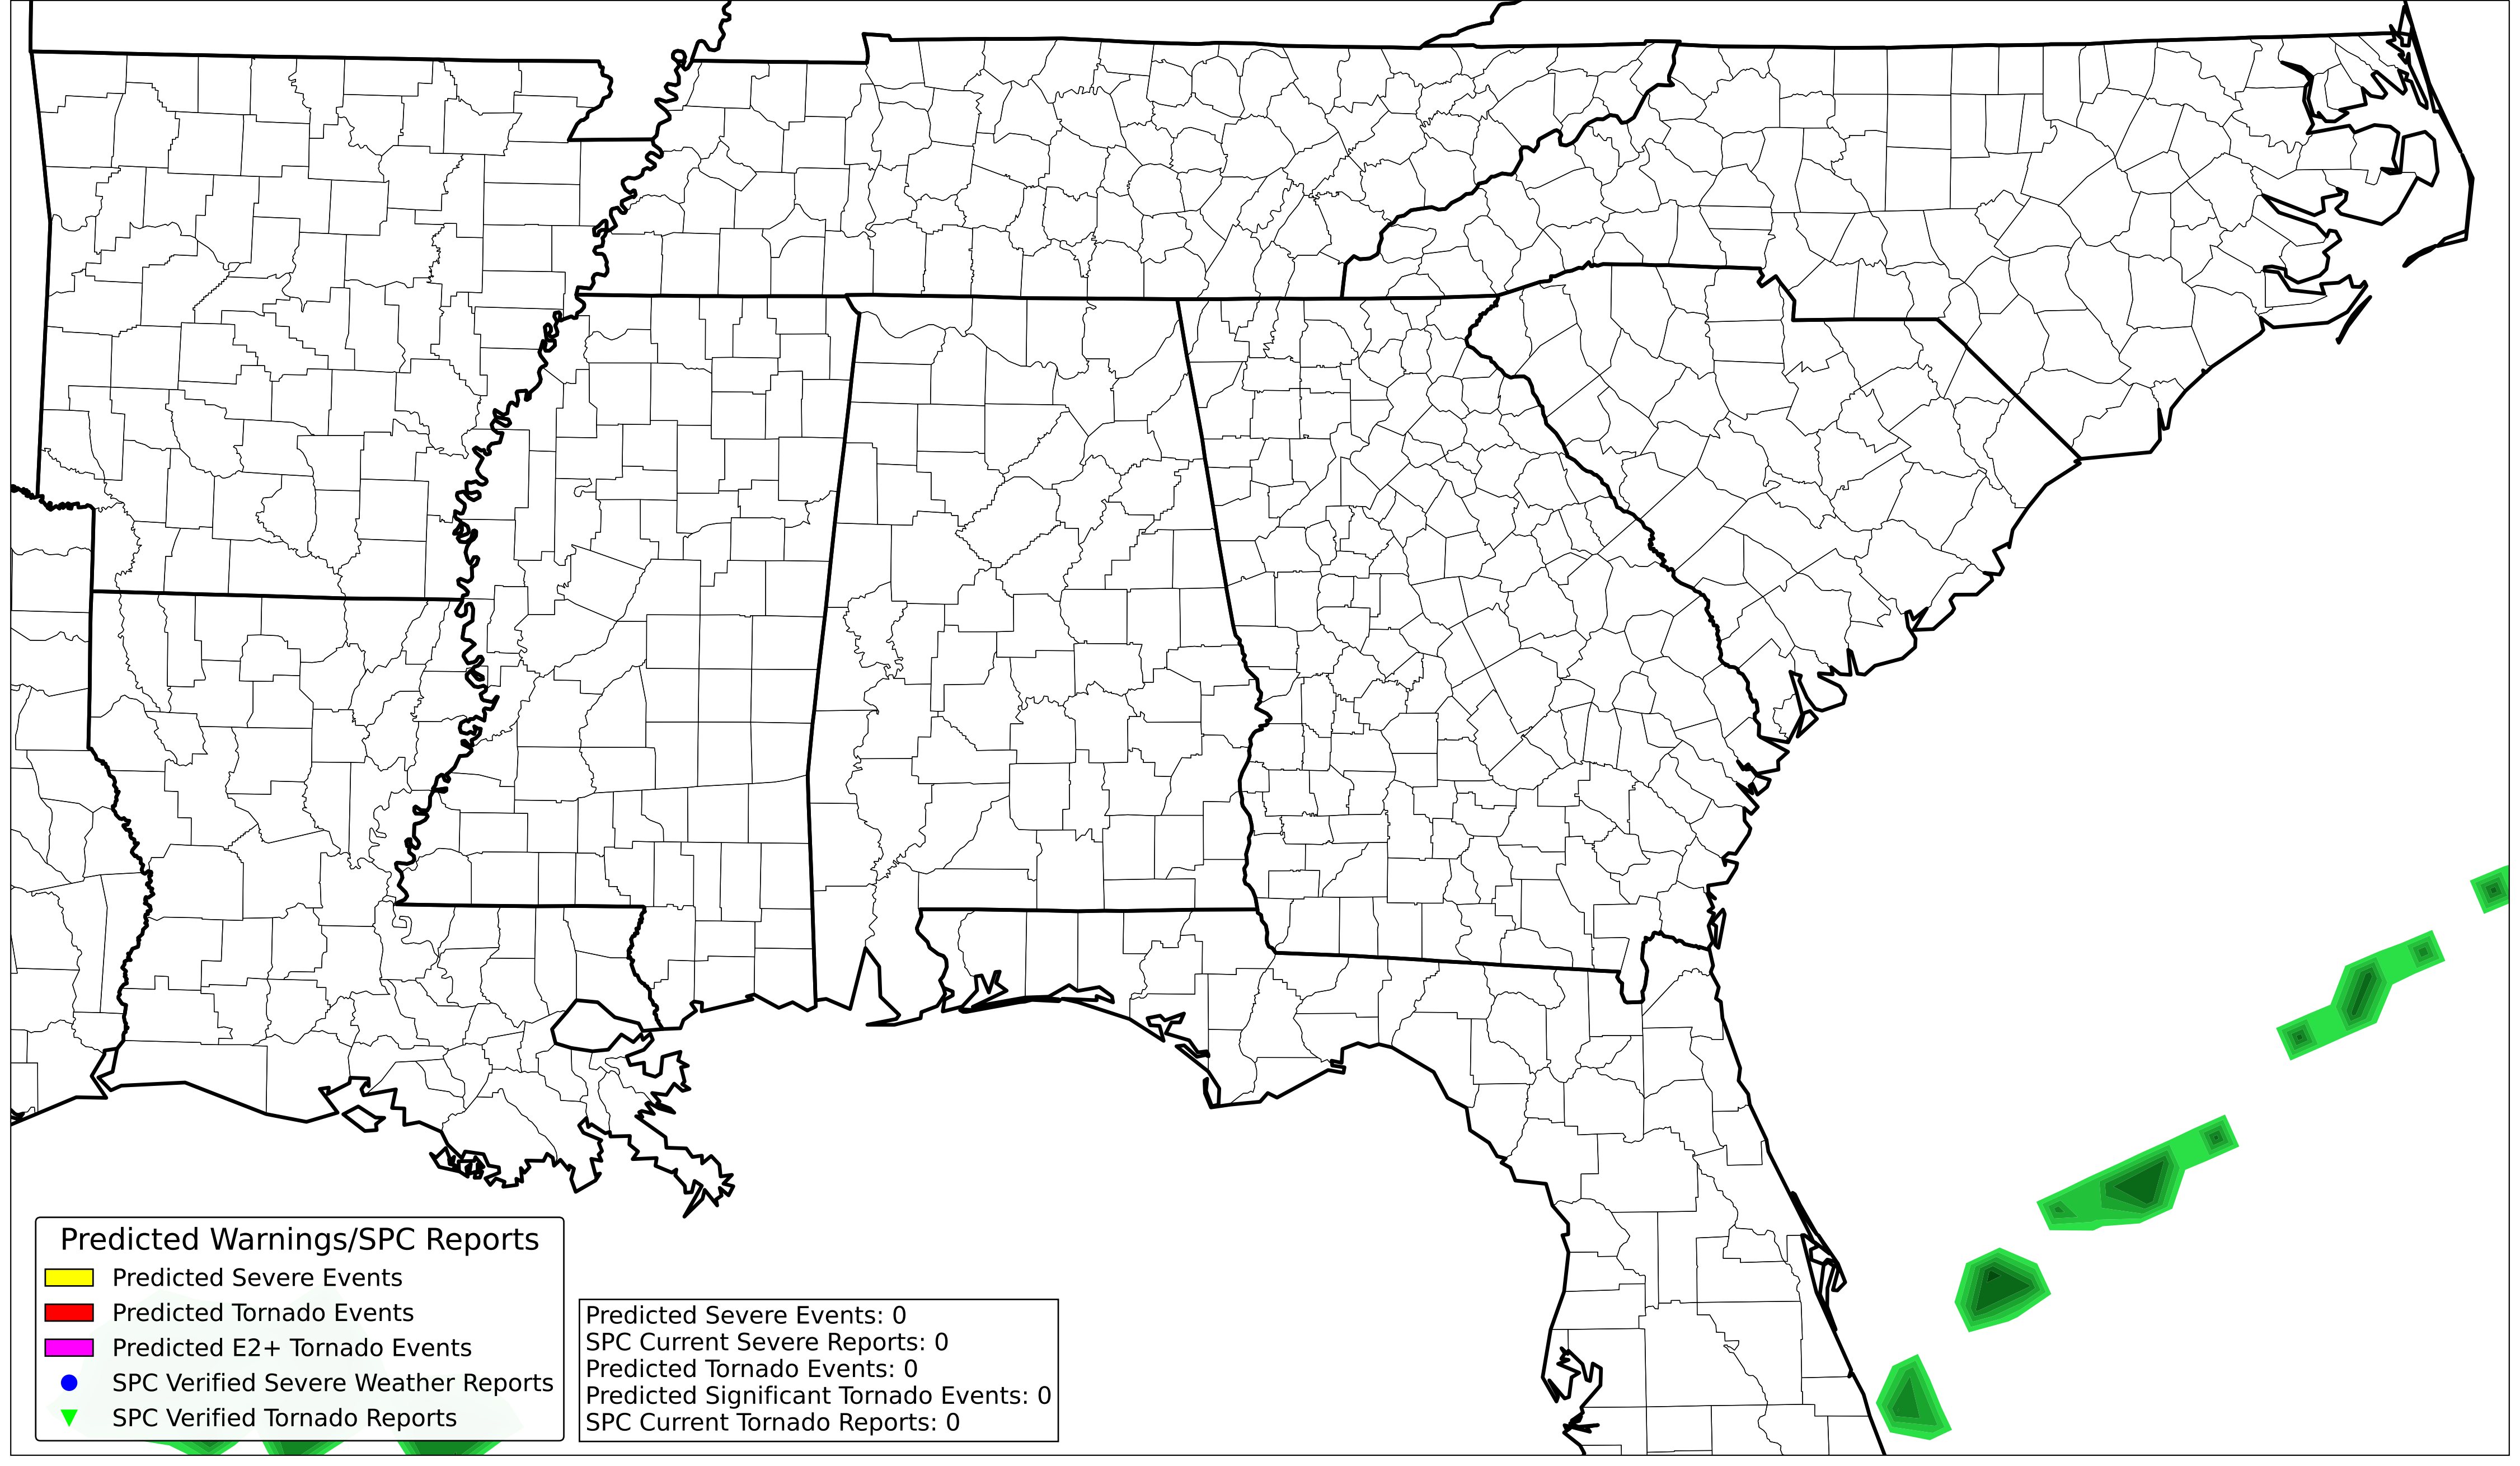 Predicted Warnings/SPC Reports
Predicted Severe Events
Predicted Tornado Events
Predicted E2+ Tornado Events
SPC Verified Severe Weather Reports
SPC Verified Tornado Reports
Predicted Severe Events: 0
SPC Current Severe Reports: 0
Predicted Tornado Events: 0
Predicted Significant Tornado Events: 0
SPC Current Tornado Reports: 0